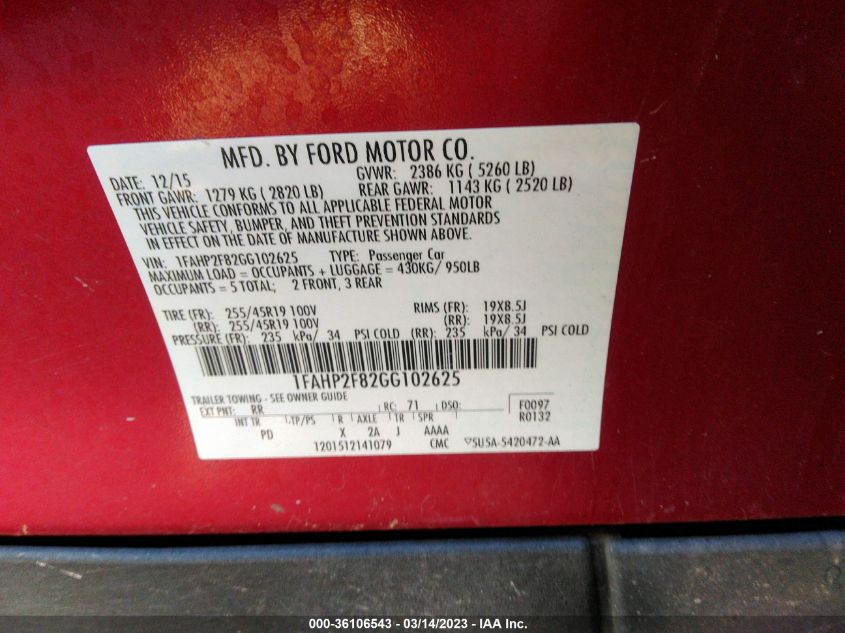 MFD. BY FORD MOTOR CO.
DATE: 12/15 GVWR: 2386 KG ( 5260 LB)
FRONT GAWR: 1279 KG ( 2820 LB) REAR GAWR: 1143 KG ( 2520 LB)
THIS VEHICLE CONFORMS TO ALL APPLICABLE FEDERAL MOTOR
VEHICLE SAFETY, BUMPER, AND THEFT PREVENTION STANDARDS
IN EFFECT ON THE DATE OF MANUFACTURE SHOWN ABOVE.
VIN: 1FAHP2F82GG102625 TYPE: Passenger Car
MAXIMUM LOAD = OCCUPANTS + LUGGAGE = 430KG/ 950LB
OCCUPANTS = 5 TOTAL; 2 FRONT, 3 REAR
TIRE (FR): 255/45R19 100V RIMS (FR): 19X8.5J
(RR): 255/45R19 100V (RR): 19X8.5J
PRESSURE (FR): 235 kPa/ 34 PSI COLD (RR): 235 kPa/ 34 PSI COLD
1FAHP2F82GG102625
TRAILER TOWING - SEE OWNER GUIDE
EXT PNT: RR RC: 71 DSO: F0097
INT TR TP/PS R AXLE TR SPR R0132
PD X 2A J AAAA
1201512141079 CMC 5U5A-5420472-AA
000-36106543 - 03/14/2023 - IAA Inc.